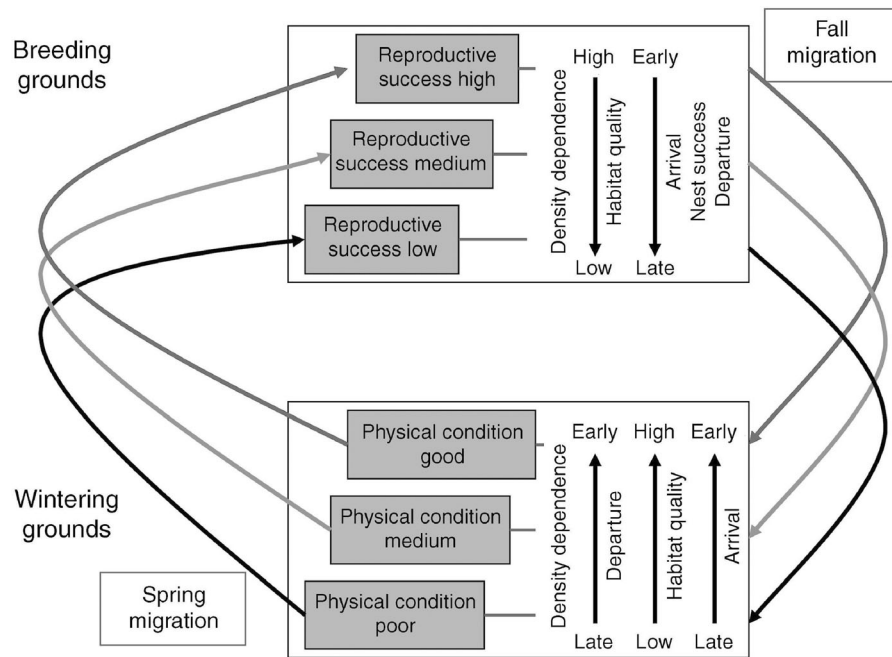 Breeding
grounds
Reproductive
success high
Reproductive
success medium
Reproductive
success low
Density dependence
High
Habitat quality
Low
Early
Arrival
Late
Nest success
Departure
Fall
migration
Wintering
grounds
Spring
migration
Physical condition
good
Physical condition
medium
Physical condition
poor
Density dependence
Early
Departure
Late
High
Habitat quality
Low
Early
Arrival
Late